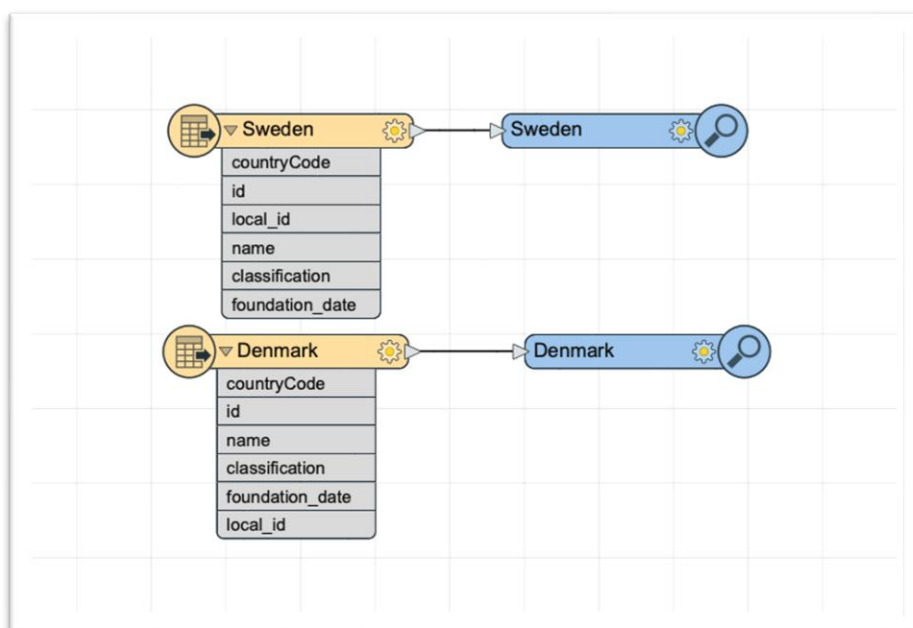 Sweden
Sweden
countryCode
id
local_id
name
classification
foundation_date
Denmark
Denmark
countryCode
id
name
classification
foundation_date
local_id